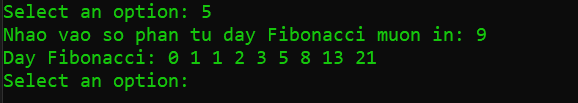 Select an option: 5
Nhao vao so phan tu day Fibonacci muon in: 9
Day Fibonacci: 0 1 1 2 3 5 8 13 21
Select an option: